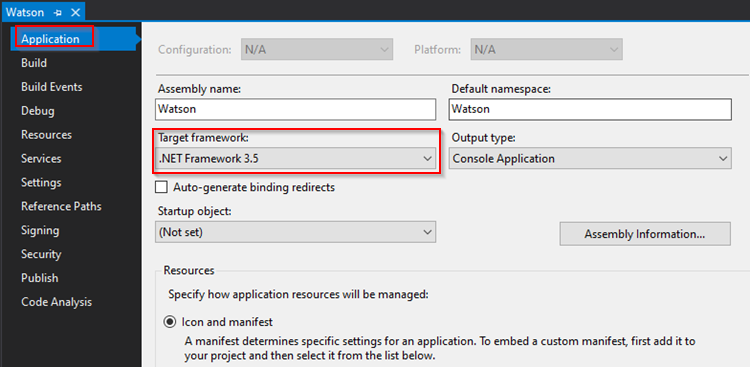 Watson
Application
Build
Build Events
Debug
Resources
Services
Settings
Reference Paths
Signing
Security
Publish
Code Analysis
Configuration: N/A Platform: N/A
Assembly name: Default namespace:
Watson Watson
Target framework: Output type:
.NET Framework 3.5 Console Application
Auto-generate binding redirects
Startup object:
(Not set) Assembly Information...
Resources
Specify how application resources will be managed:
Icon and manifest
A manifest determines specific settings for an application. To embed a custom manifest, first add it to
your project and then select it from the list below.